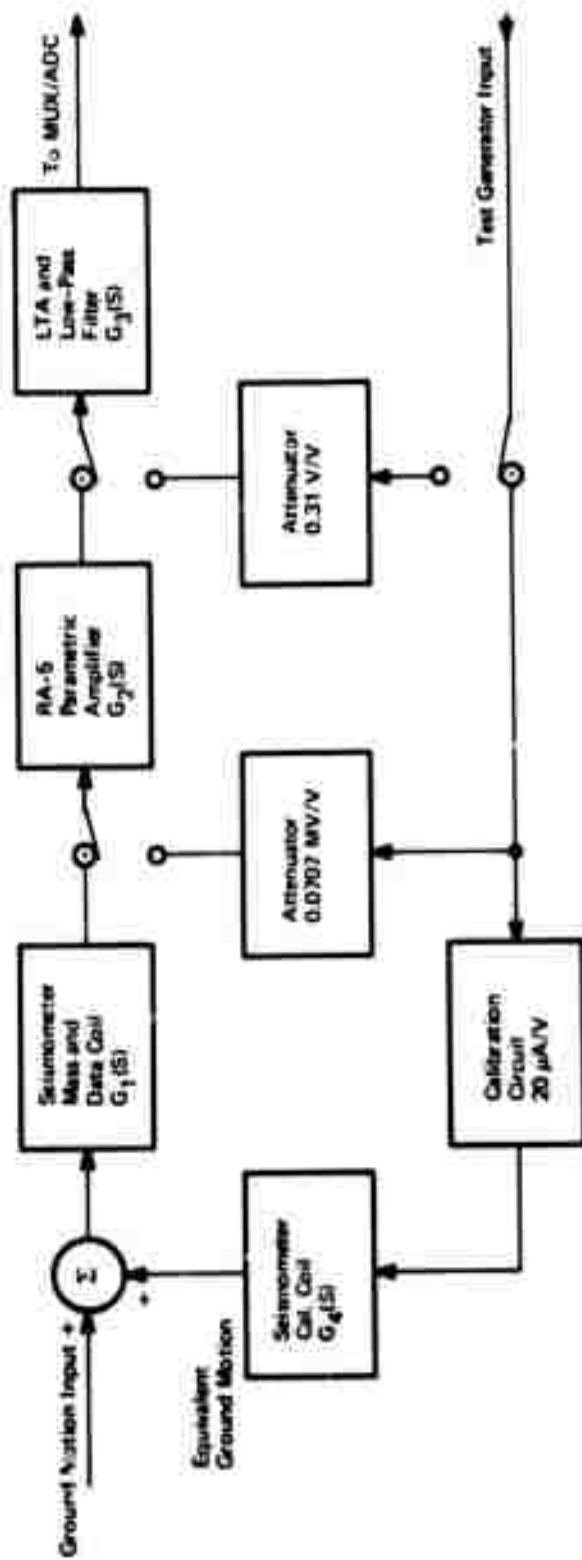 Ground Motion Input +
Σ
+
Equivalent
Ground Motion
Seismometer
Mass and
Data Coil
G1(S)
RA-5
Parametric
Amplifier
G2(S)
LTA and
Low-Pass
Filter
G3(S)
To MUX/ADC
Seismometer
Cal. Coil
G4(S)
Attenuator
0.0707 MV/V
Attenuator
0.31 V/V
Calibration
Circuit
20 µA/V
Test Generator Input